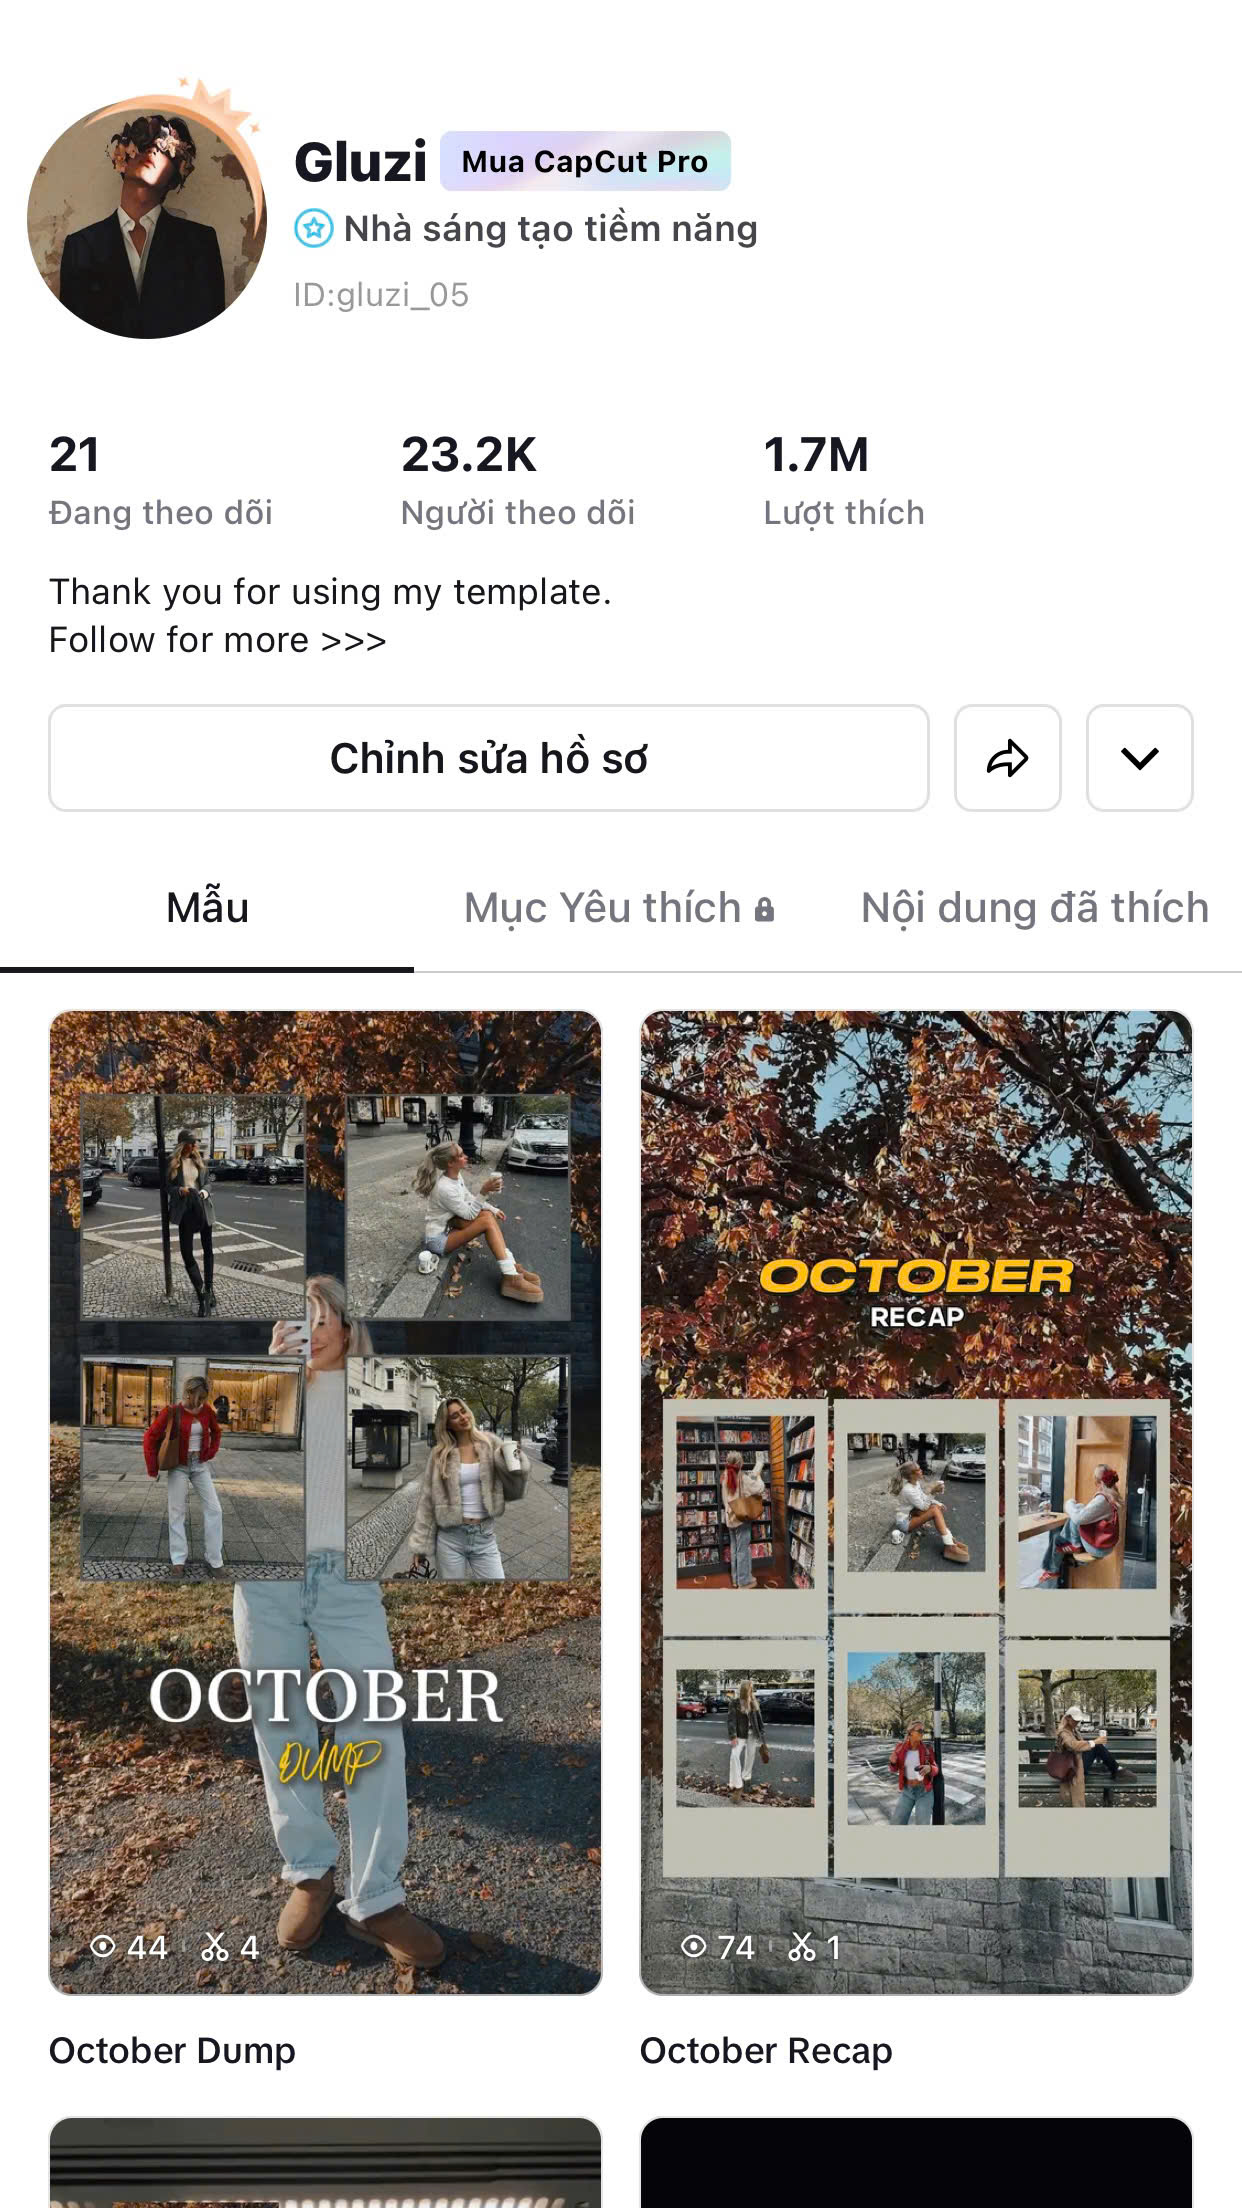 Gluzi Mua CapCut Pro
Nhà sáng tạo tiềm năng
ID:gluzi_05
21 23.2K 1.7M
Đang theo dõi Người theo dõi Lượt thích
Thank you for using my template.
Follow for more >>>
Chỉnh sửa hồ sơ
Mẫu Mục Yêu thích Nội dung đã thích
OCTOBER
DUMP
44 4
OCTOBER
RECAP
74 1
October Dump October Recap